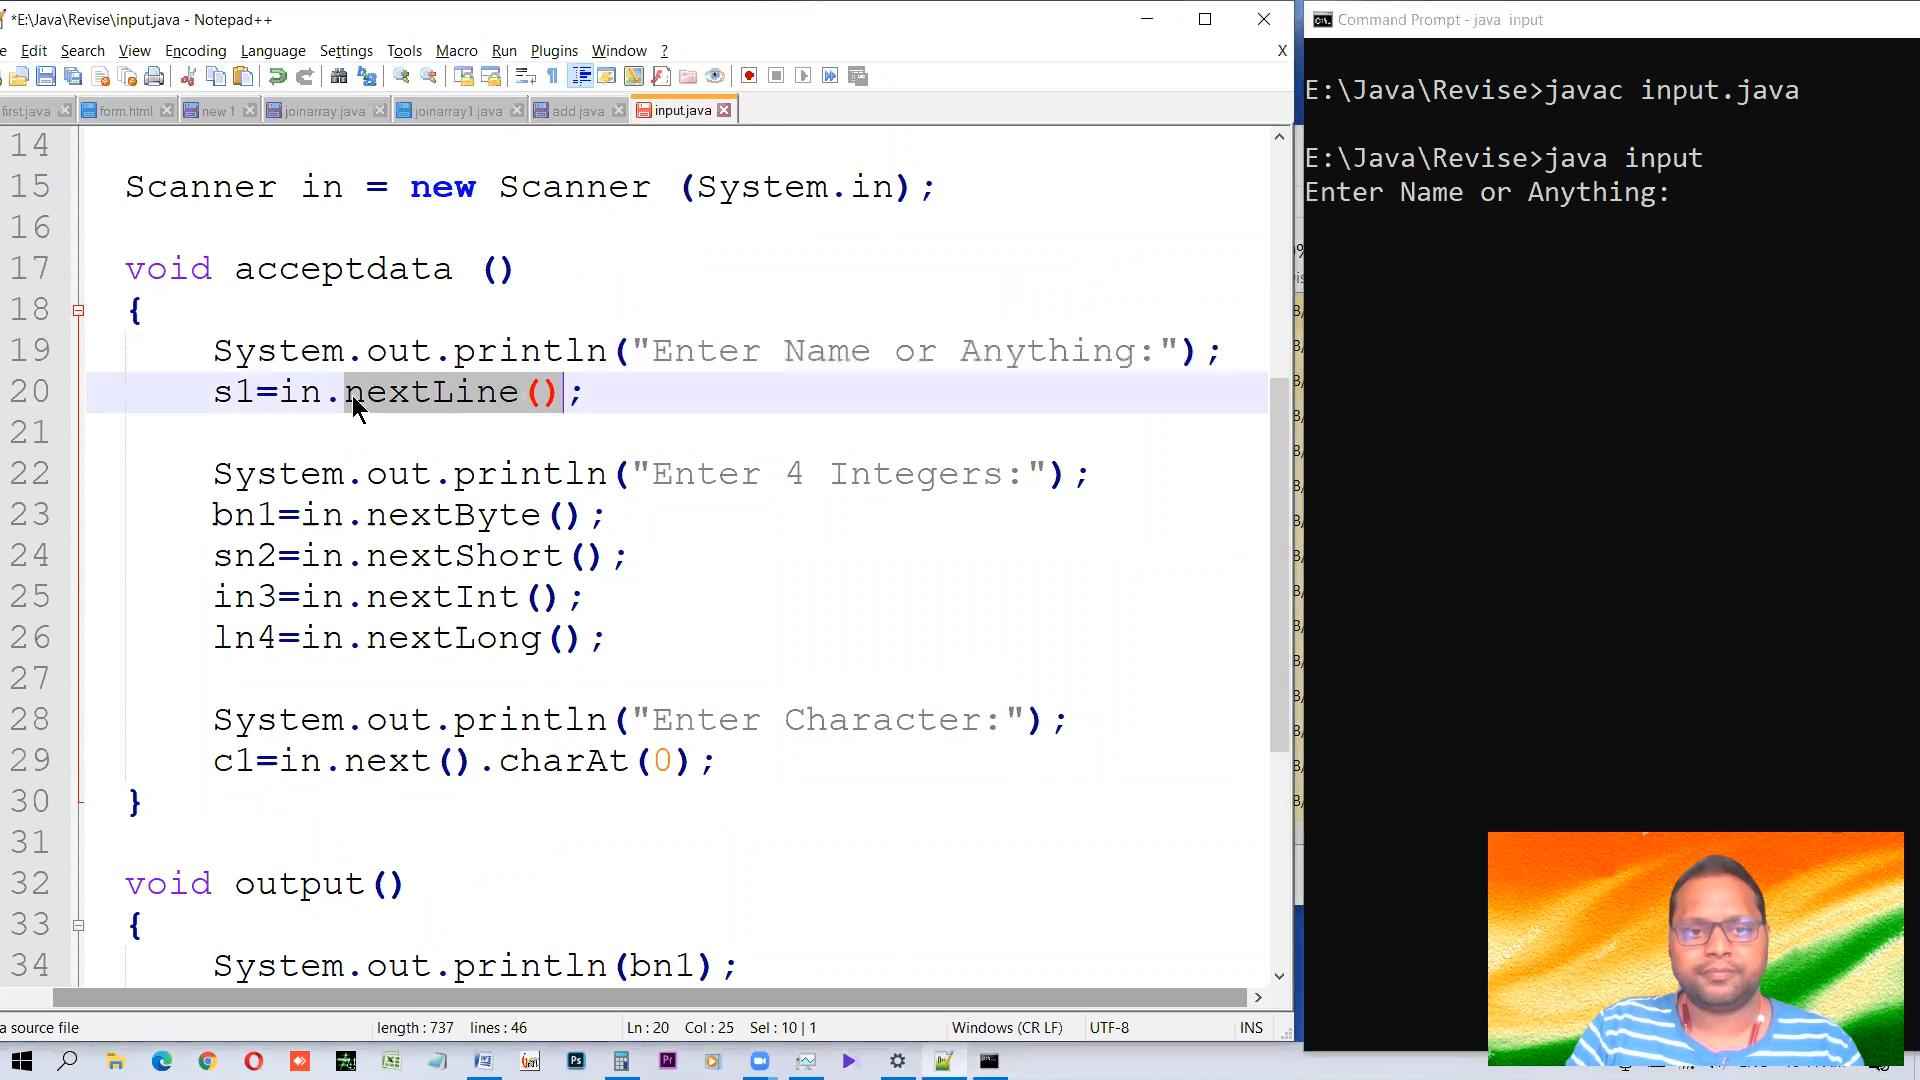 *E:\Java\Revise\input.java - Notepad++
Edit Search View Encoding Language Settings Tools Macro Run Plugins Window ? X
first.java form.html new 1 joinarray.java joinarray1.java add.java input.java
14
15 Scanner in = new Scanner (System.in);
16
17 void acceptdata ()
18 {
19 System.out.println("Enter Name or Anything:");
20 s1=in.nextLine();
21
22 System.out.println("Enter 4 Integers:");
23 bn1=in.nextByte();
24 sn2=in.nextShort();
25 in3=in.nextInt();
26 ln4=in.nextLong();
27
28 System.out.println("Enter Character:");
29 c1=in.next().charAt(0);
30 }
31
32 void output()
33 {
34 System.out.println(bn1);
a source file length : 737 lines : 46 Ln : 20 Col : 25 Sel : 10 | 1 Windows (CR LF) UTF-8 INS
Command Prompt - java input
E:\Java\Revise>javac input.java
E:\Java\Revise>java input
Enter Name or Anything: